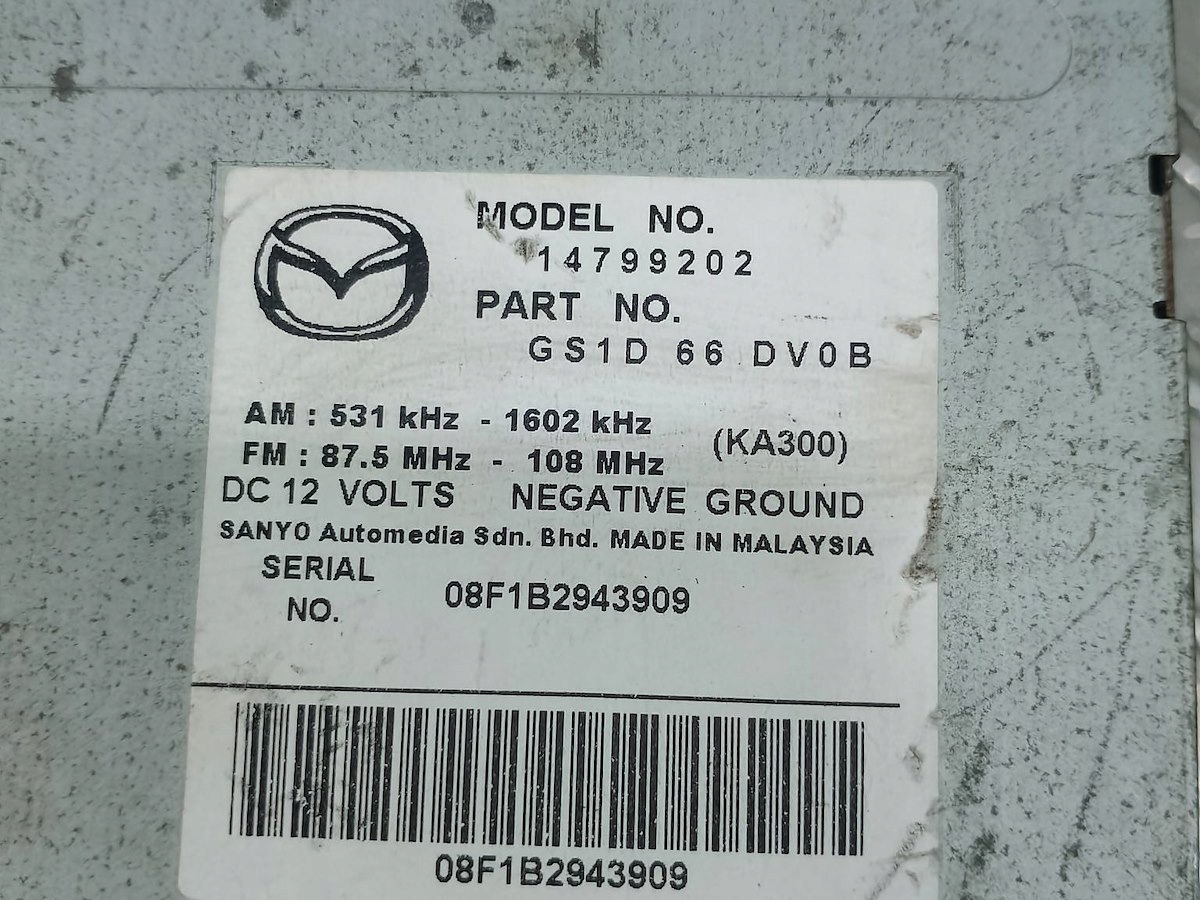 MODEL NO.
14799202
PART NO.
GS1D 66 DV0B
AM : 531 kHz - 1602 kHz
(KA300)
FM : 87.5 MHz - 108 MHz
DC 12 VOLTS NEGATIVE GROUND
SANYO Automedia Sdn. Bhd. MADE IN MALAYSIA
SERIAL
NO.
08F1B2943909
08F1B2943909